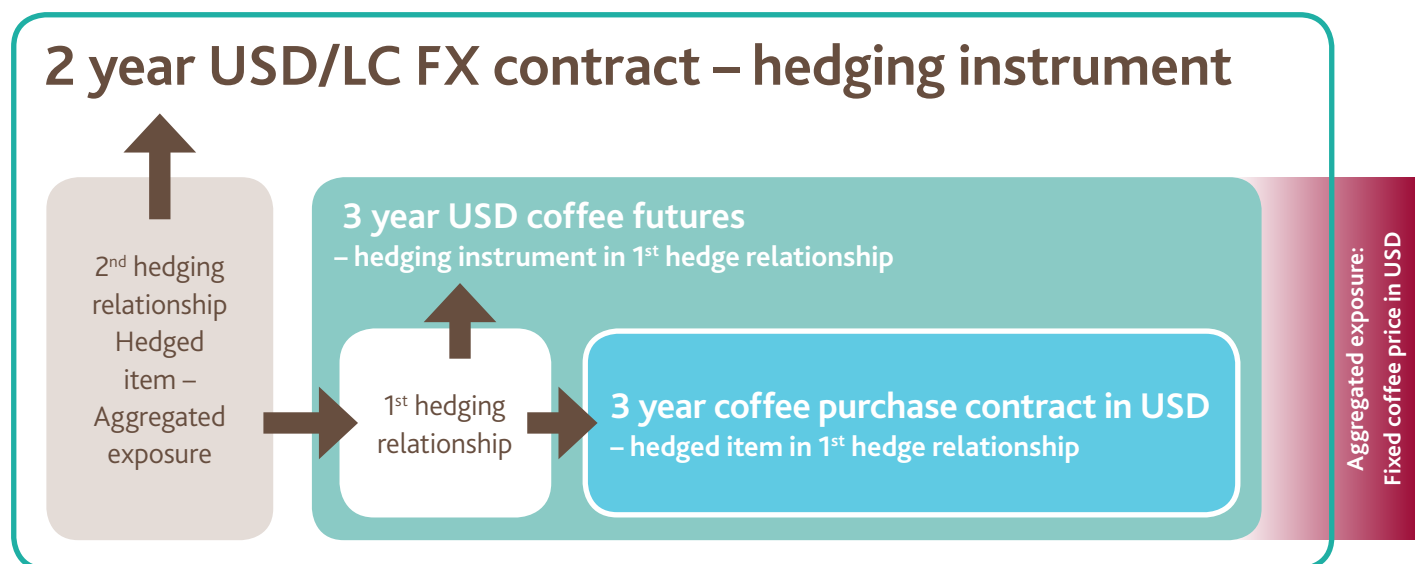 2 year USD/LC FX contract – hedging instrument
2nd hedging
relationship
Hedged
item –
Aggregated
exposure
3 year USD coffee futures
– hedging instrument in 1st hedge relationship
1st hedging
relationship
3 year coffee purchase contract in USD
– hedged item in 1st hedge relationship
Aggregated exposure:
Fixed coffee price in USD